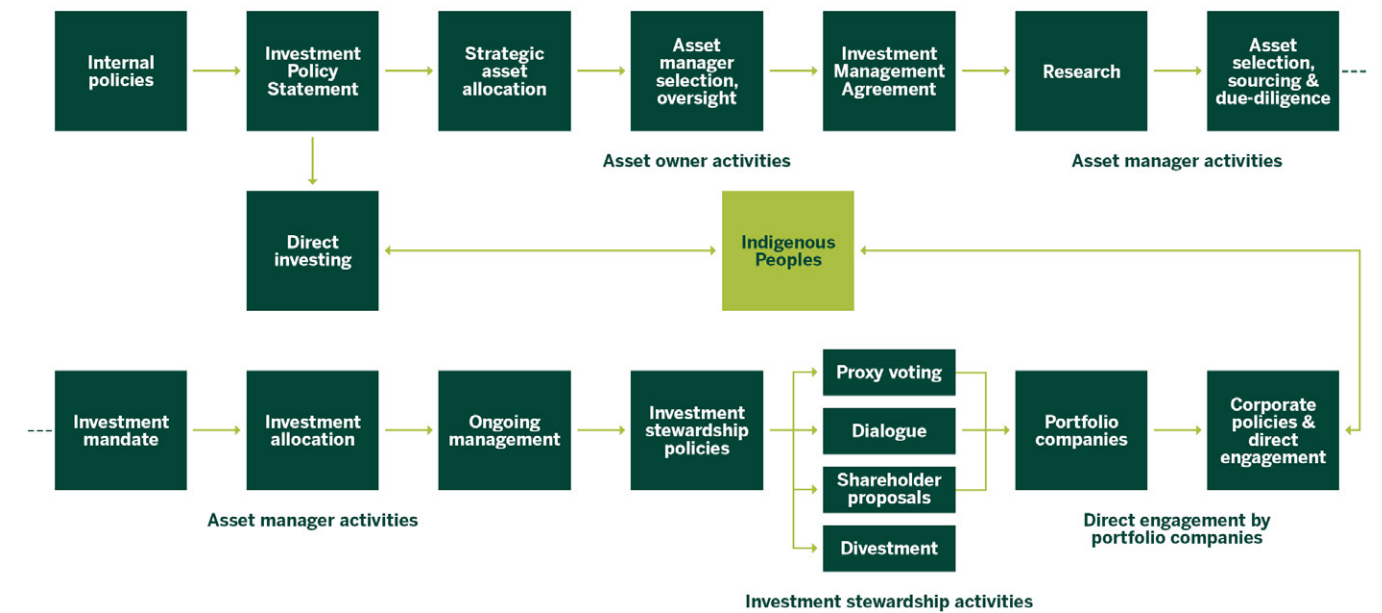 Internal
policies
Investment
Policy
Statement
Strategic
asset
allocation
Asset
manager
selection,
oversight
Investment
Management
Agreement
Research
Asset
selection,
sourcing &
due-diligence
Asset owner activities
Asset manager activities
Direct
investing
Indigenous
Peoples
Investment
mandate
Investment
allocation
Ongoing
management
Investment
stewardship
policies
Proxy voting
Dialogue
Shareholder
proposals
Divestment
Portfolio
companies
Corporate
policies &
direct
engagement
Asset manager activities
Direct engagement by
portfolio companies
Investment stewardship activities